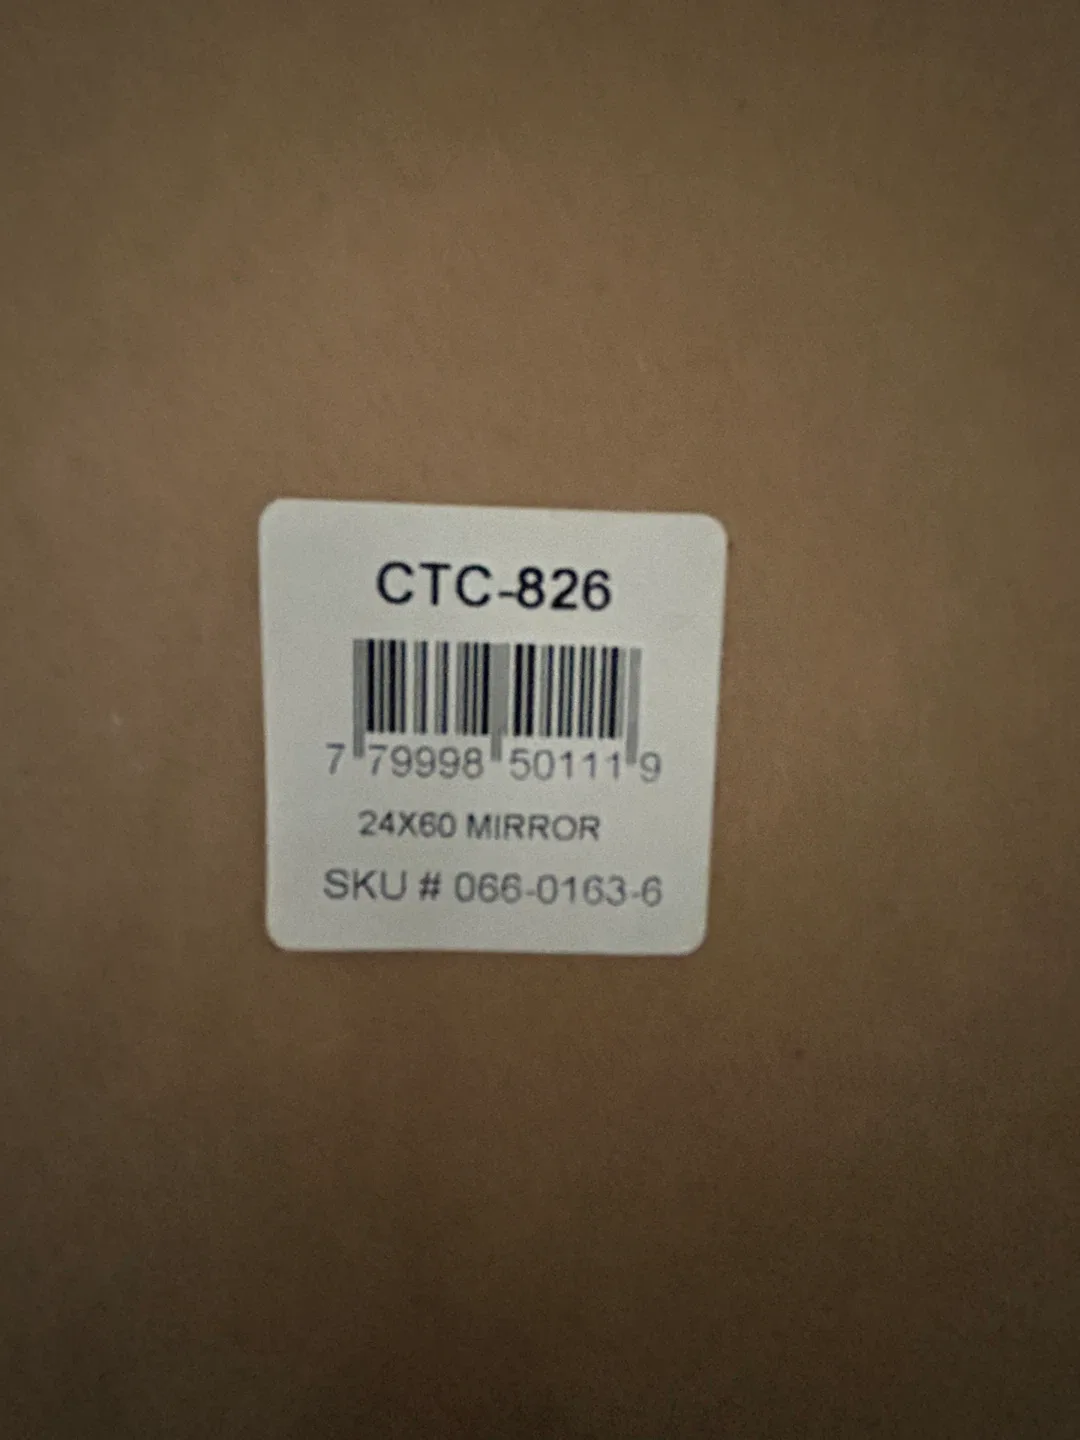 CTC-826
7 79998 50111 9
24X60 MIRROR
SKU # 066-0163-6